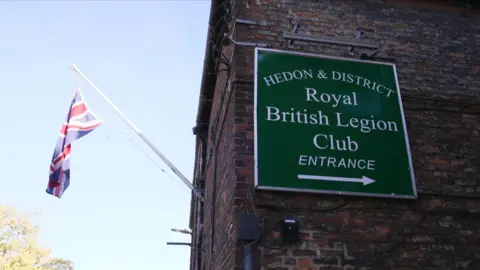 HEDON & DISTRICT
Royal
British Legion
Club
ENTRANCE